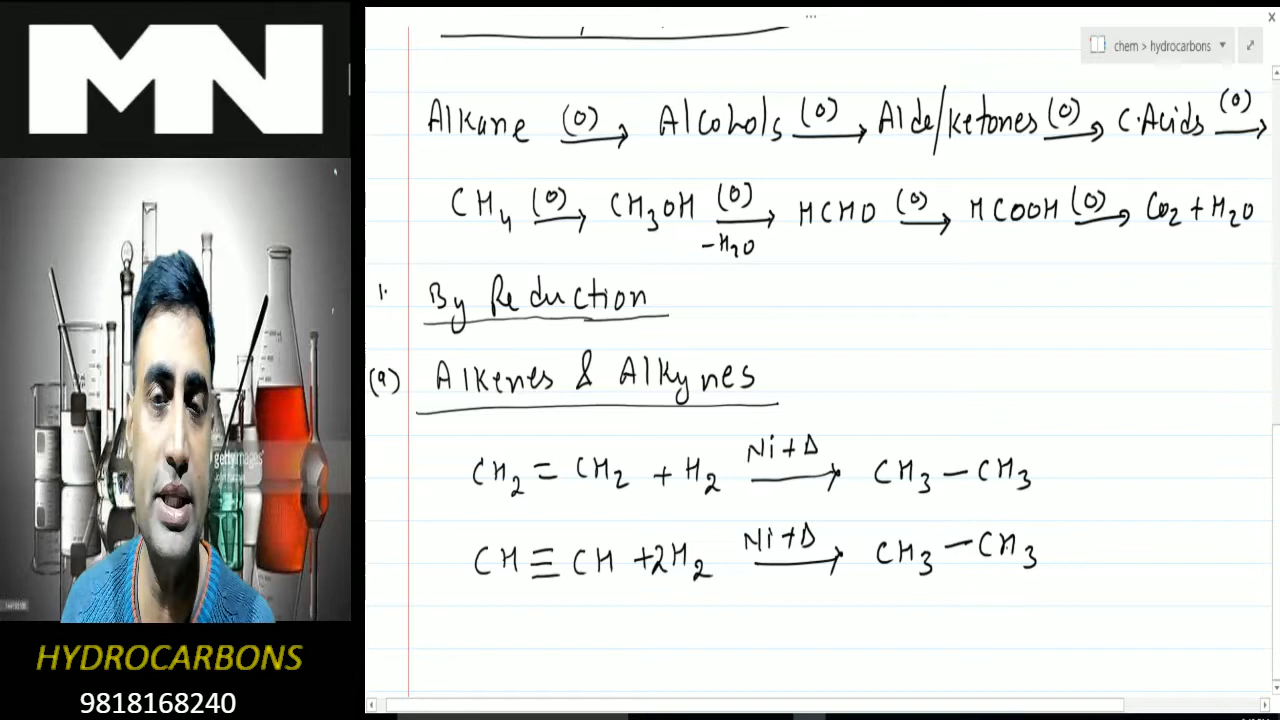 MN
chem > hydrocarbons
Alkane (O)→ Alcohols (O)→ Alde/ketones (O)→ C.Acids (O)→
CH4 (O)→ CH3OH (O)→ HCHO (O)→ HCOOH (O)→ CO2 + H2O
-H2O
1. By Reduction
(a) Alkenes & Alkynes
CH2 = CH2 + H2 Ni+Δ→ CH3 – CH3
CH ≡ CH +2H2 Ni+Δ→ CH3 – CH3
gettyimages
HYDROCARBONS
9818168240